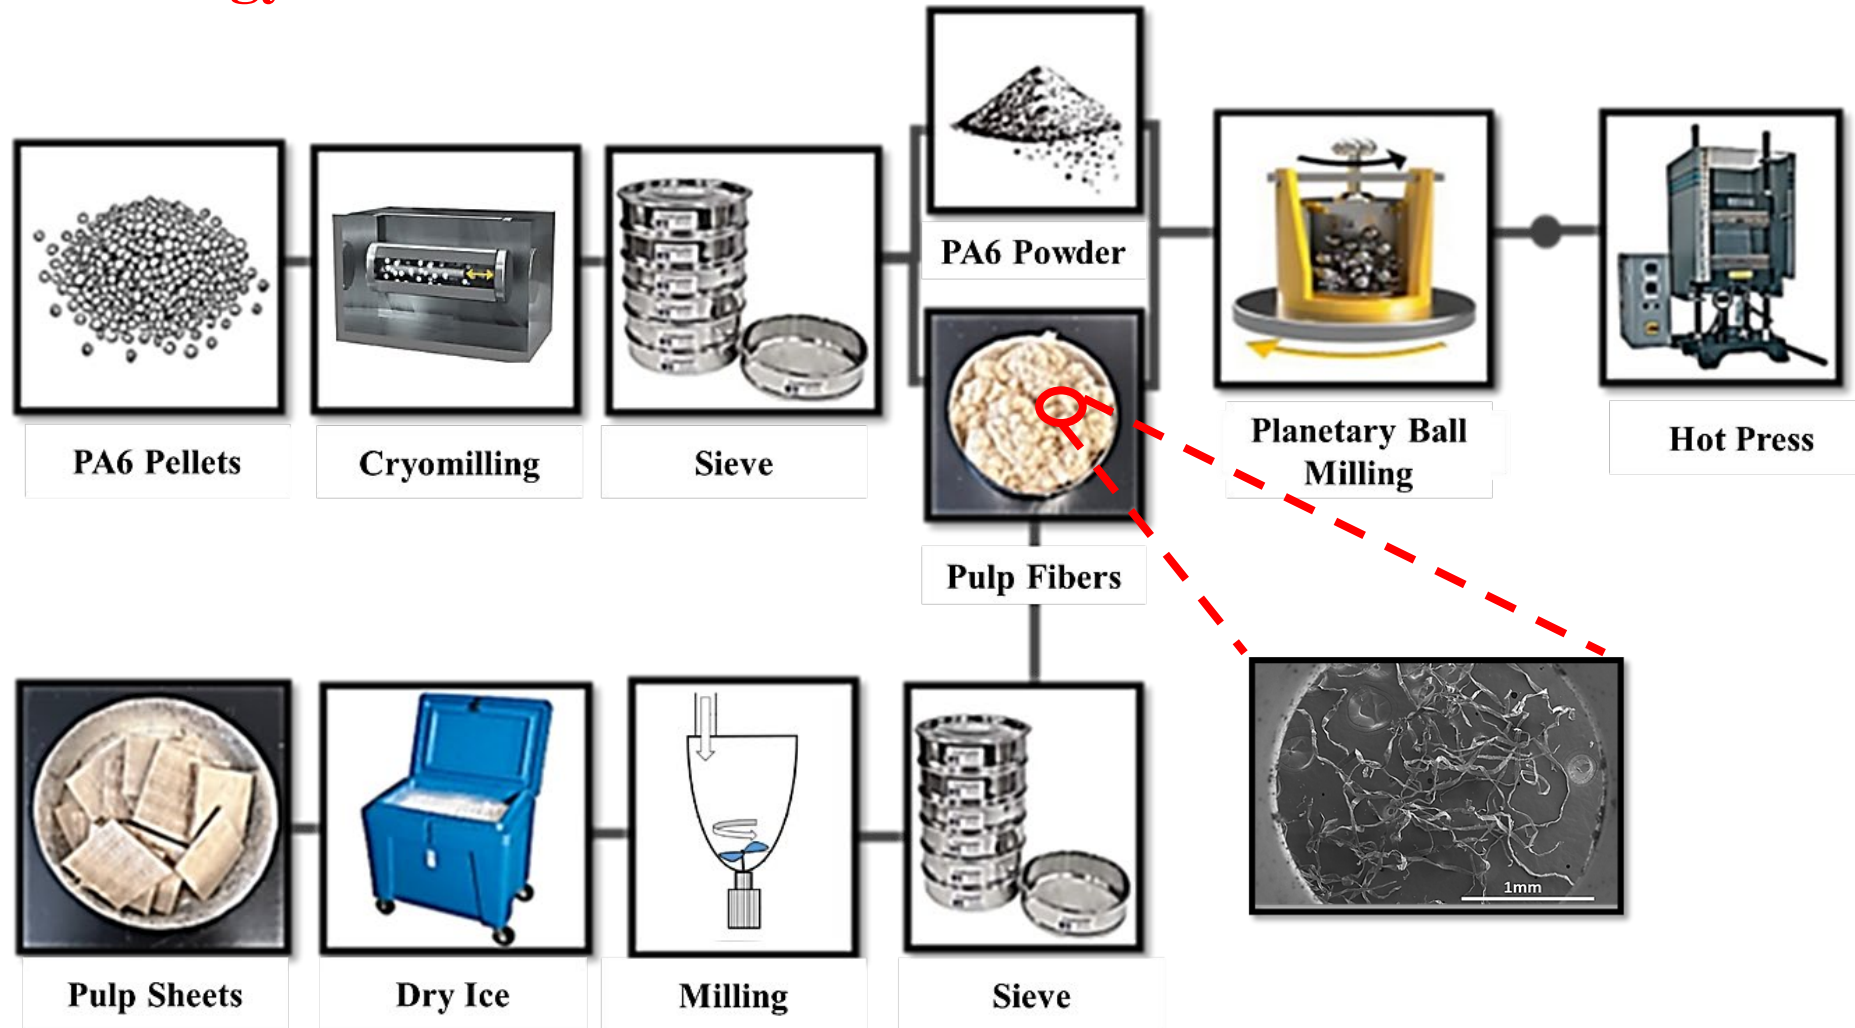 gy
PA6 Pellets
Cryomilling
Sieve
PA6 Powder
Pulp Fibers
Planetary Ball
Milling
Hot Press
1mm
Pulp Sheets
Dry Ice
Milling
Sieve